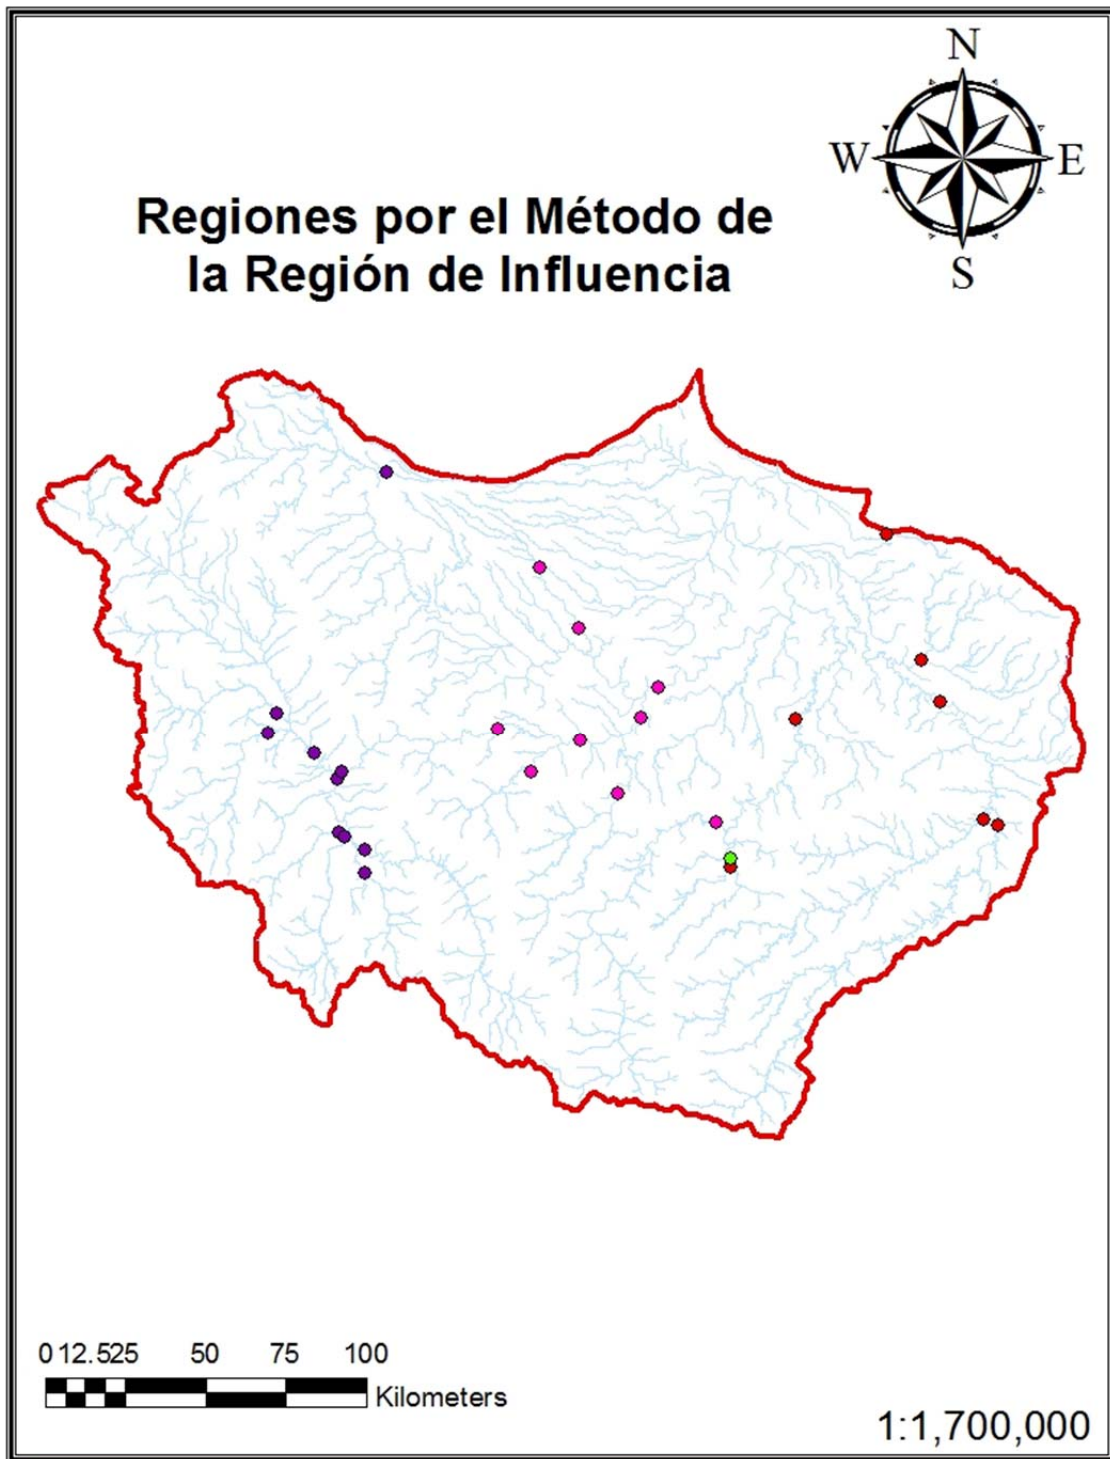 N
W E
S
Regiones por el Método de
la Región de Influencia
0 12.525 50 75 100
Kilometers
1:1,700,000